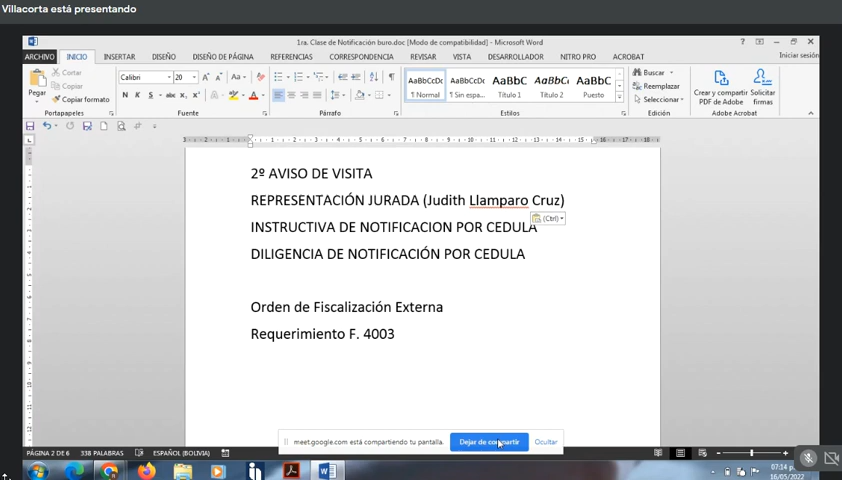 Villacorta está presentando
1ra. Clase de Notificación buro.doc [Modo de compatibilidad] - Microsoft Word
ARCHIVO INICIO INSERTAR DISEÑO DISEÑO DE PÁGINA REFERENCIAS CORRESPONDENCIA REVISAR VISTA DESARROLLADOR NITRO PRO ACROBAT Iniciar sesión
Pegar
Cortar
Copiar
Copiar formato
Portapapeles
Calibri 20
N K S abc x₂ x²
Fuente
Párrafo
AaBbCcDc AaBbCcDc AaBbC AaBbCc AaBbC
¶ Normal ¶ Sin espa... Título 1 Título 2 Puesto
Estilos
Buscar
Reemplazar
Seleccionar
Edición
Crear y compartir PDF de Adobe
Solicitar firmas
Adobe Acrobat
2º AVISO DE VISITA
REPRESENTACIÓN JURADA (Judith Llamparo Cruz)
(Ctrl)
INSTRUCTIVA DE NOTIFICACION POR CEDULA
DILIGENCIA DE NOTIFICACIÓN POR CEDULA
Orden de Fiscalización Externa
Requerimiento F. 4003
meet.google.com está compartiendo tu pantalla. Dejar de compartir Ocultar
PÁGINA 2 DE 6 338 PALABRAS ESPAÑOL (BOLIVIA)
07:14 p.
16/05/2022